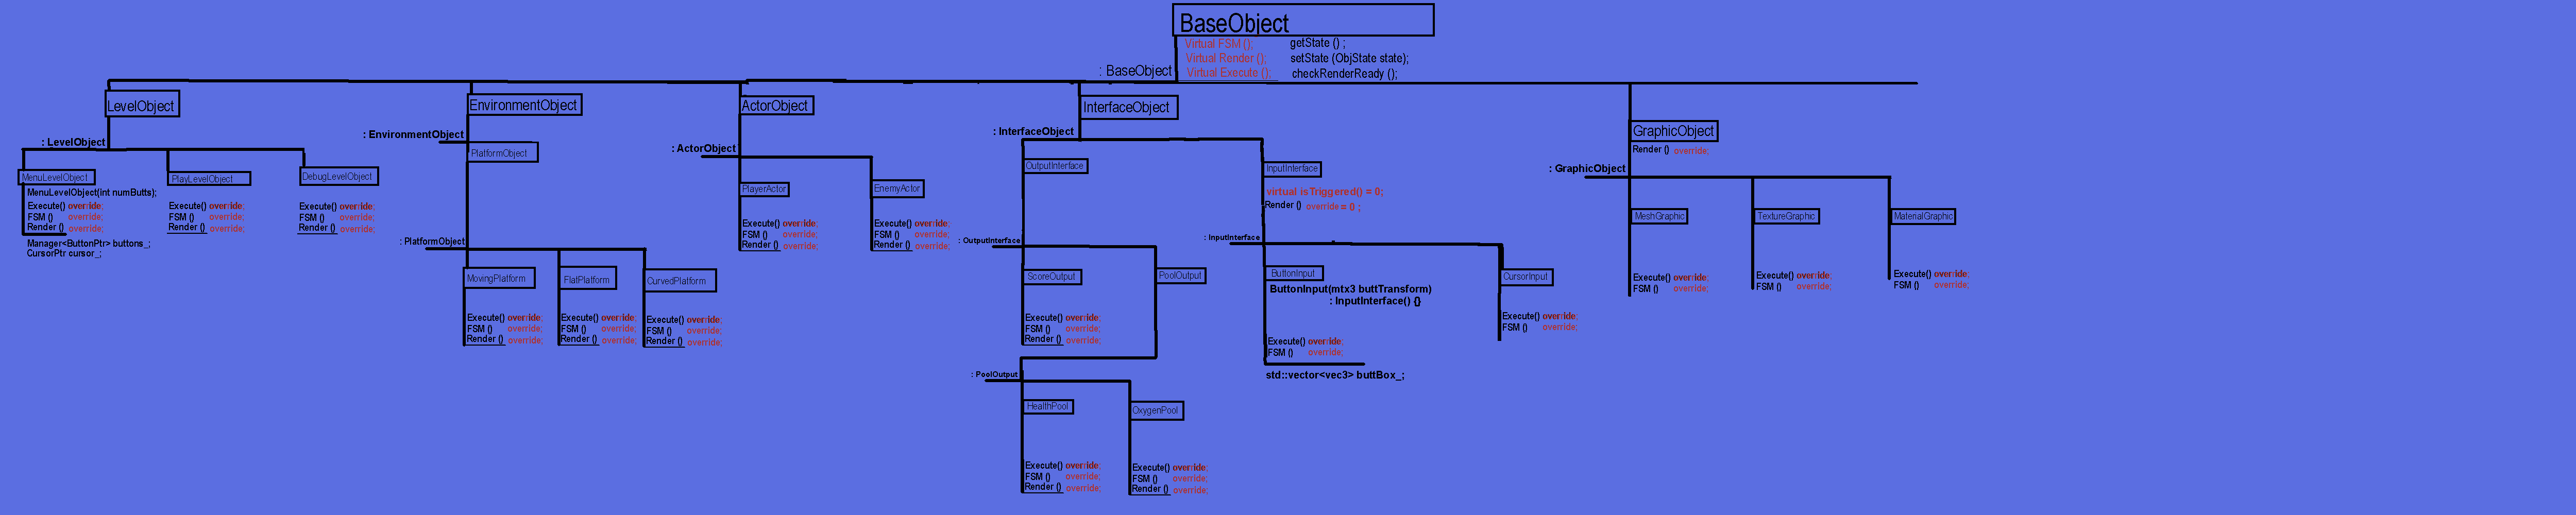 BaseObject
Virtual FSM (); getState () ;
Virtual Render (); setState (ObjState state);
Virtual Execute (); checkRenderReady ();
: BaseObject
LevelObject
: LevelObject
MenuLevelObject
MenuLevelObject(int numButts);
Execute() override;
FSM () override;
Render () override;
Manager<ButtonPtr> buttons_;
CursorPtr cursor_;
PlayLevelObject
Execute() override;
FSM () override;
Render () override;
DebugLevelObject
Execute() override;
FSM () override;
Render () override;
EnvironmentObject
: EnvironmentObject
PlatformObject
: PlatformObject
MovingPlatform
Execute() override;
FSM () override;
Render () override;
FlatPlatform
Execute() override;
FSM () override;
Render () override;
CurvedPlatform
Execute() override;
FSM () override;
Render () override;
ActorObject
: ActorObject
PlayerActor
Execute() override;
FSM () override;
Render () override;
EnemyActor
Execute() override;
FSM () override;
Render () override;
InterfaceObject
: InterfaceObject
OutputInterface
: OutputInterface
ScoreOutput
Execute() override;
FSM () override;
Render () override;
PoolOutput
: PoolOutput
HealthPool
Execute() override;
FSM () override;
Render () override;
OxygenPool
Execute() override;
FSM () override;
Render () override;
InputInterface
virtual isTriggered() = 0;
Render () override = 0 ;
: InputInterface
ButtonInput
ButtonInput(mtx3 buttTransform)
: InputInterface() {}
Execute() override;
FSM () override;
std::vector<vec3> buttBox_;
CursorInput
Execute() override;
FSM () override;
GraphicObject
Render () override;
: GraphicObject
MeshGraphic
Execute() override;
FSM () override;
TextureGraphic
Execute() override;
FSM () override;
MaterialGraphic
Execute() override;
FSM () override;